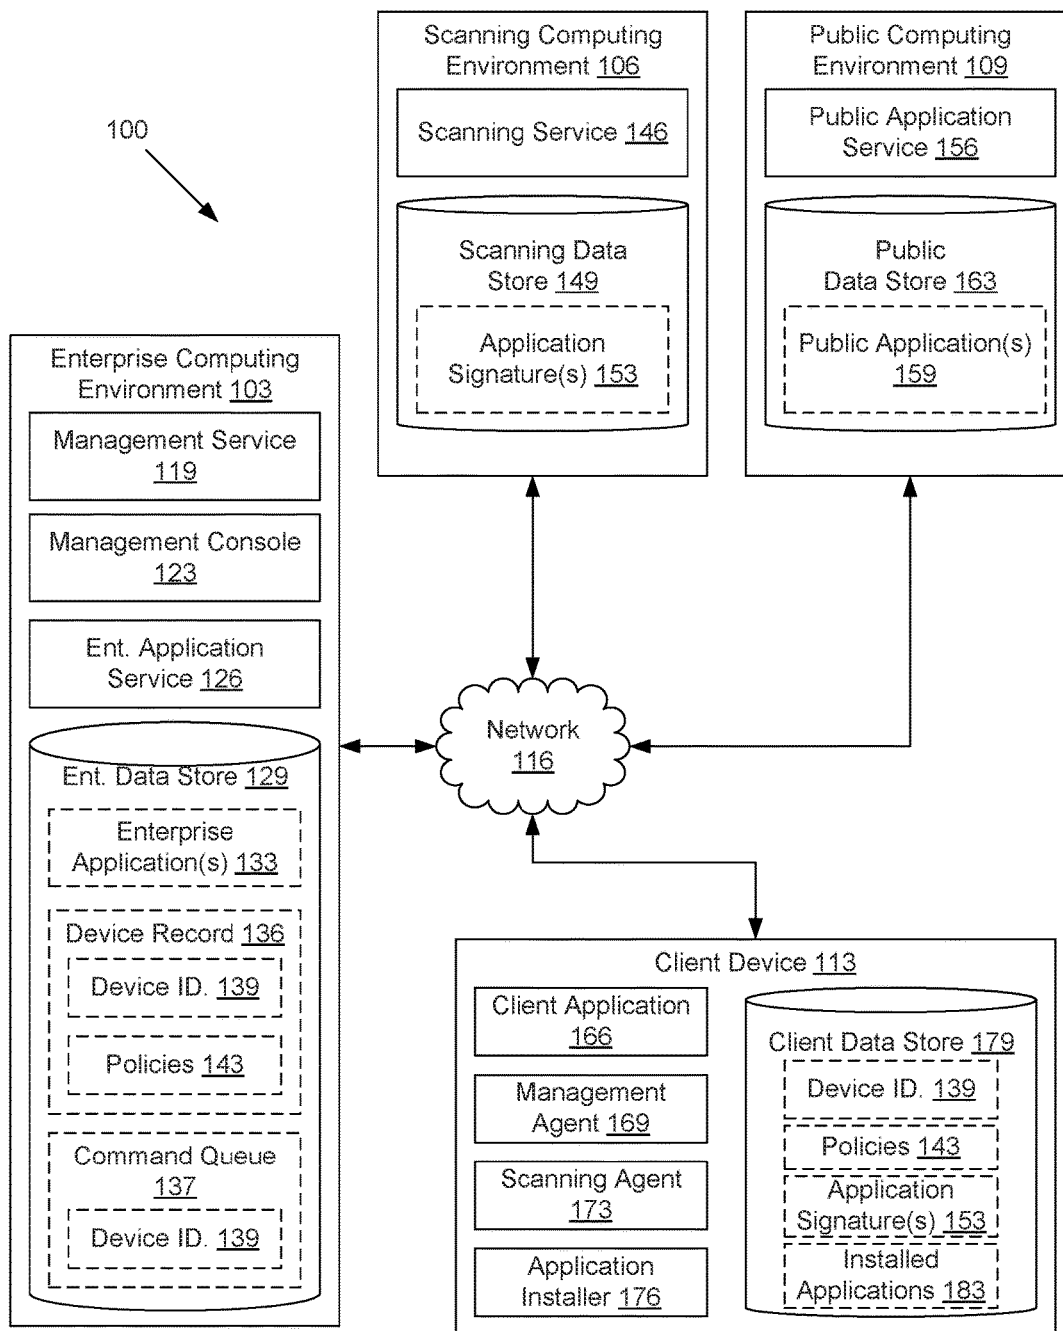 100
Scanning Computing
Environment 106
Scanning Service 146
Scanning Data
Store 149
Application
Signature(s) 153
Public Computing
Environment 109
Public Application
Service 156
Public
Data Store 163
Public Application(s)
159
Enterprise Computing
Environment 103
Management Service
119
Management Console
123
Ent. Application
Service 126
Ent. Data Store 129
Enterprise
Application(s) 133
Device Record 136
Device ID. 139
Policies 143
Command Queue
137
Device ID. 139
Network
116
Client Device 113
Client Application
166
Management
Agent 169
Scanning Agent
173
Application
Installer 176
Client Data Store 179
Device ID. 139
Policies 143
Application
Signature(s) 153
Installed
Applications 183